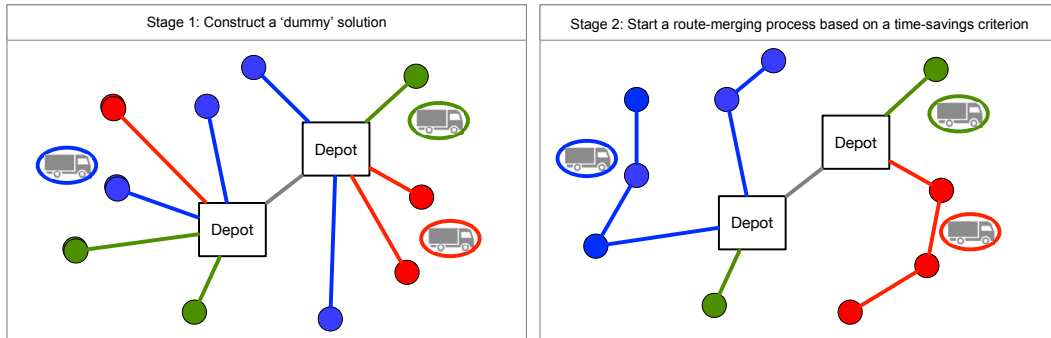 Stage 1: Construct a ‘dummy’ solution
Depot
Depot
Stage 2: Start a route-merging process based on a time-savings criterion
Depot
Depot